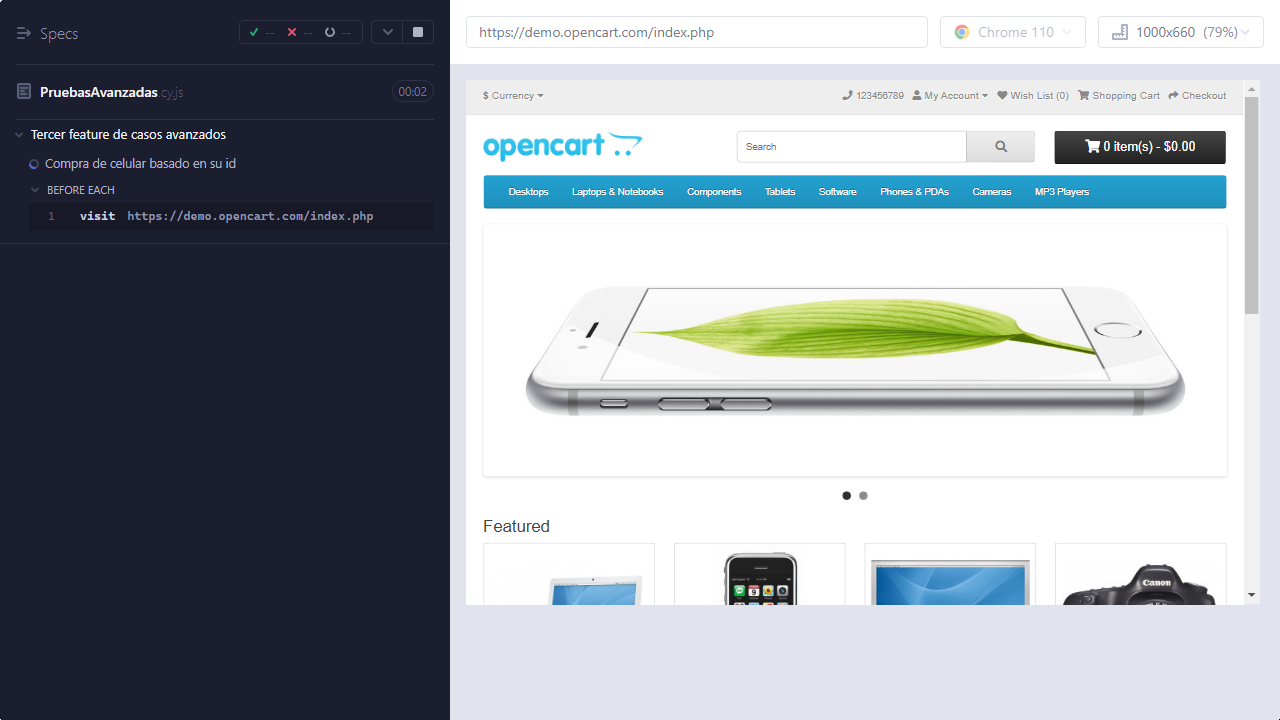 Specs
-- -- --
https://demo.opencart.com/index.php
Chrome 110
1000x660 (79%)
PruebasAvanzadas.cy.js
00:02
Tercer feature de casos avanzados
Compra de celular basado en su id
BEFORE EACH
1 visit https://demo.opencart.com/index.php
$ Currency
123456789 My Account Wish List (0) Shopping Cart Checkout
opencart
Search
0 item(s) - $0.00
Desktops Laptops & Notebooks Components Tablets Software Phones & PDAs Cameras MP3 Players
Featured
Canon